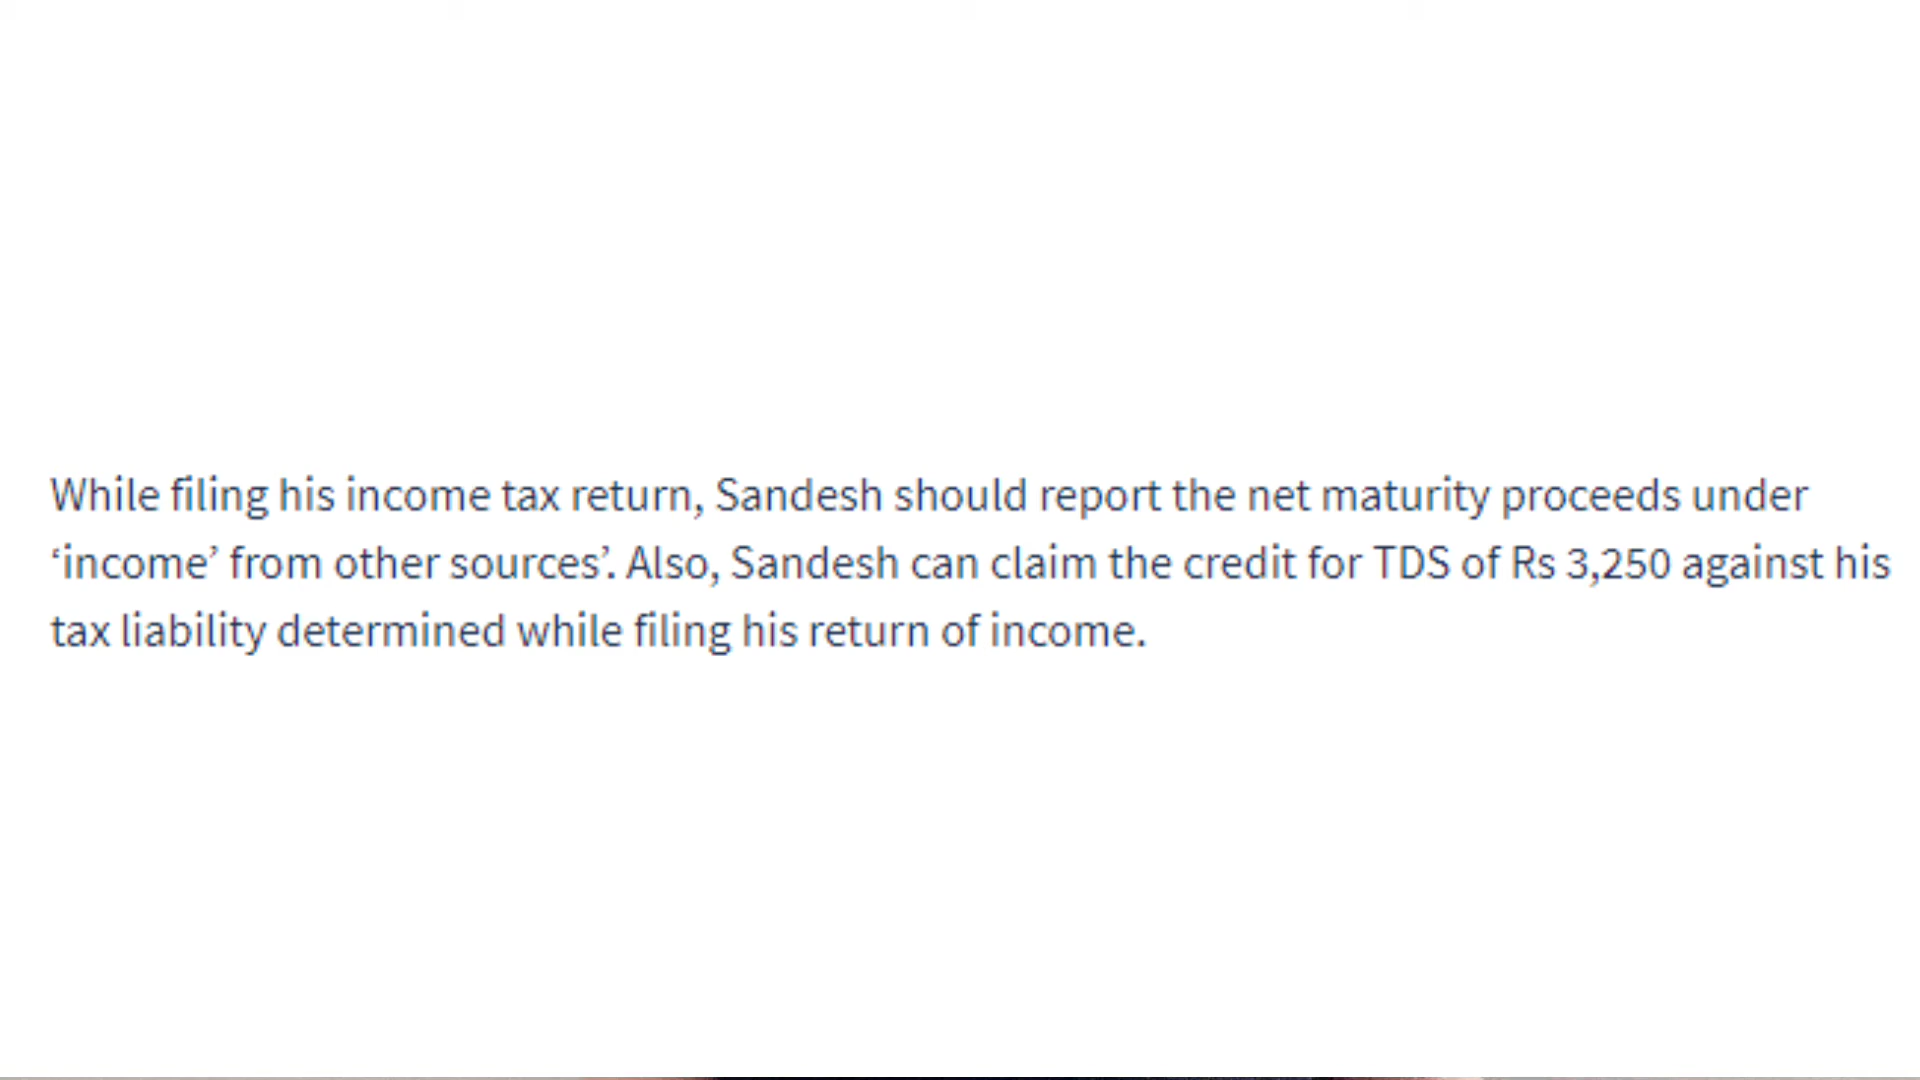 While filing his income tax return, Sandesh should report the net maturity proceeds under
‘income’ from other sources’. Also, Sandesh can claim the credit for TDS of Rs 3,250 against his
tax liability determined while filing his return of income.